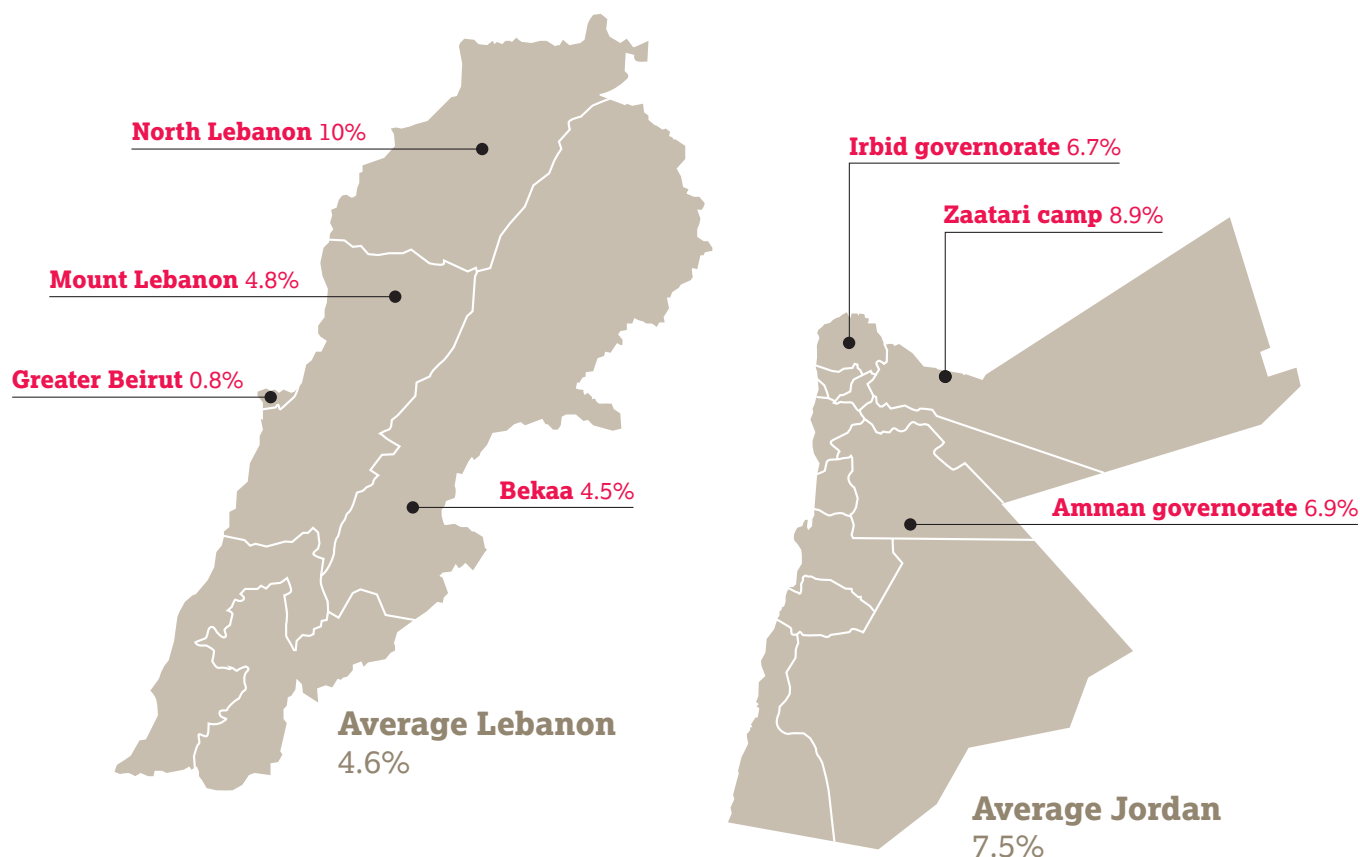 North Lebanon 10%
Mount Lebanon 4.8%
Greater Beirut 0.8%
Bekaa 4.5%
Average Lebanon
4.6%
Irbid governorate 6.7%
Zaatari camp 8.9%
Amman governorate 6.9%
Average Jordan
7.5%